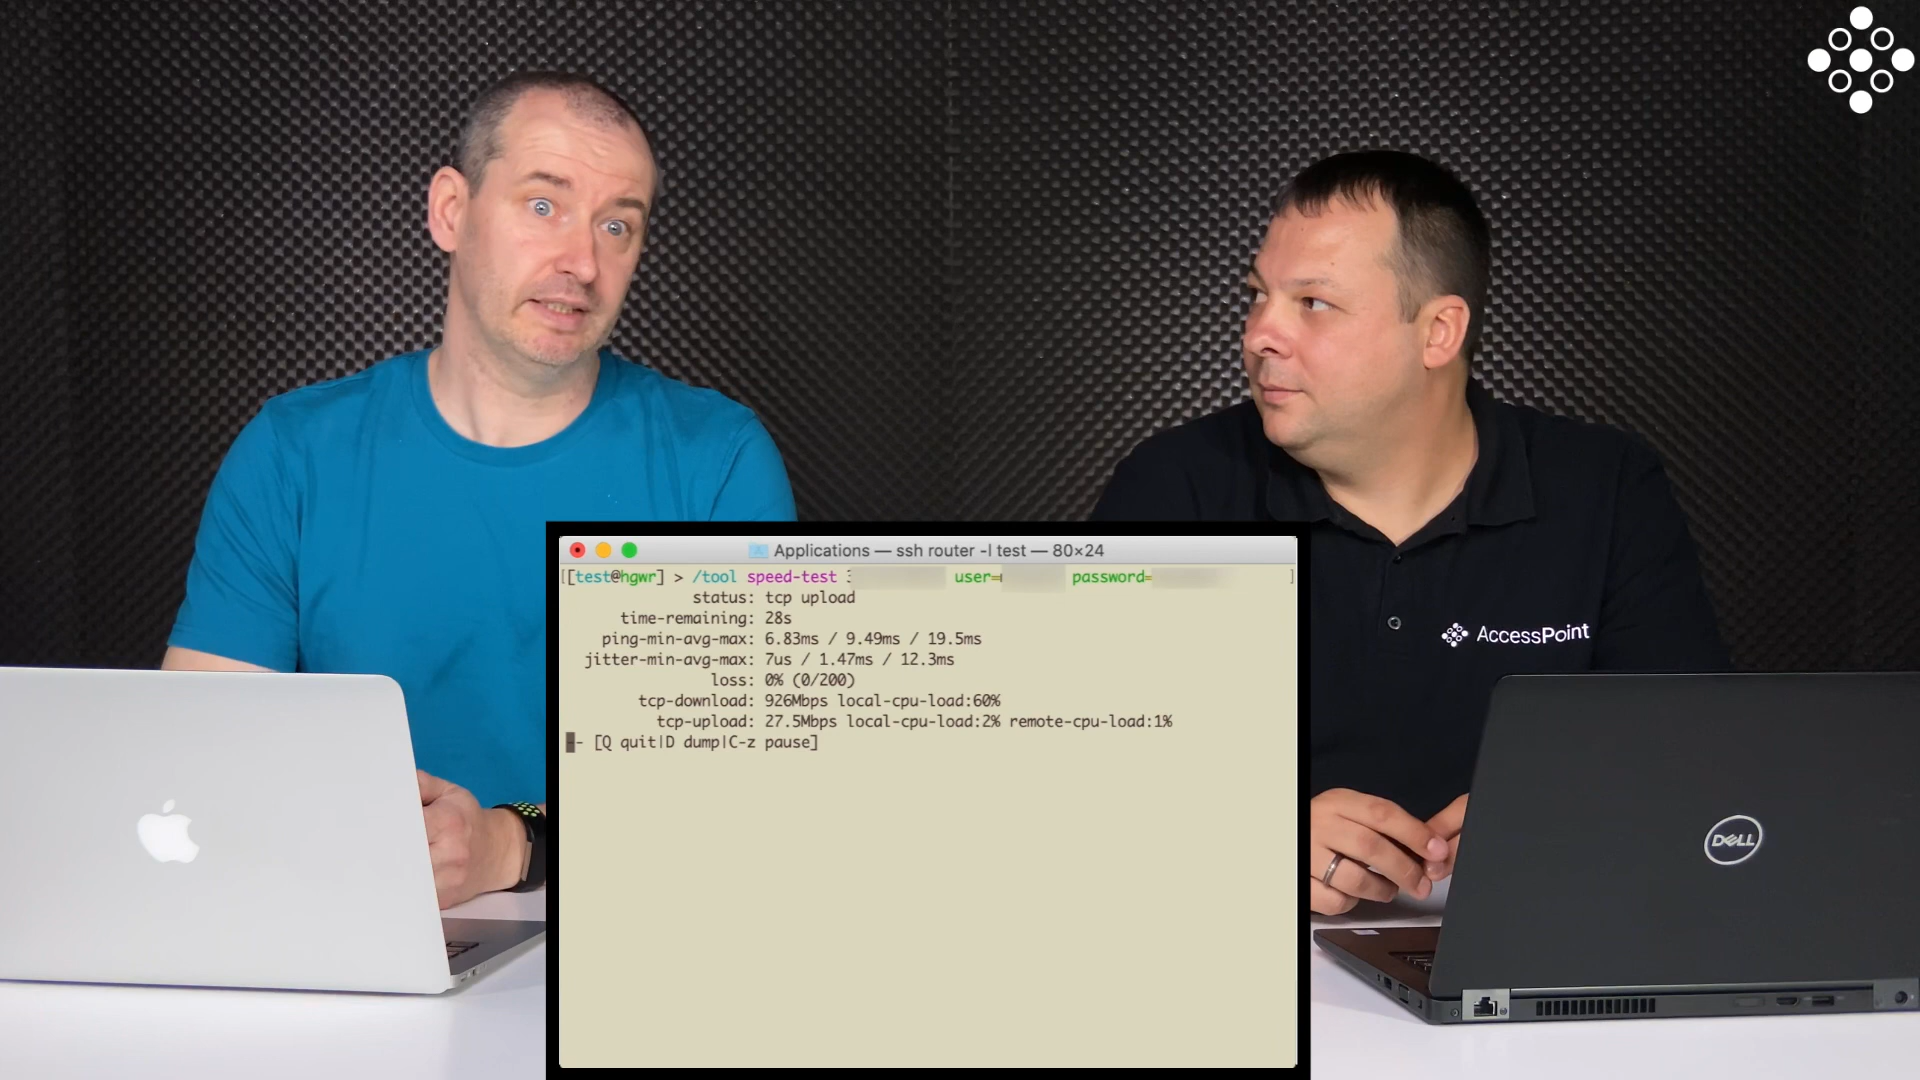 Applications — ssh router -l test — 80×24
[[test@hgwr] > /tool speed-test user= password= ]
status: tcp upload
time-remaining: 28s
ping-min-avg-max: 6.83ms / 9.49ms / 19.5ms
jitter-min-avg-max: 7us / 1.47ms / 12.3ms
loss: 0% (0/200)
tcp-download: 926Mbps local-cpu-load:60%
tcp-upload: 27.5Mbps local-cpu-load:2% remote-cpu-load:1%
-- [Q quit|D dump|C-z pause]
AccessPoint
DELL